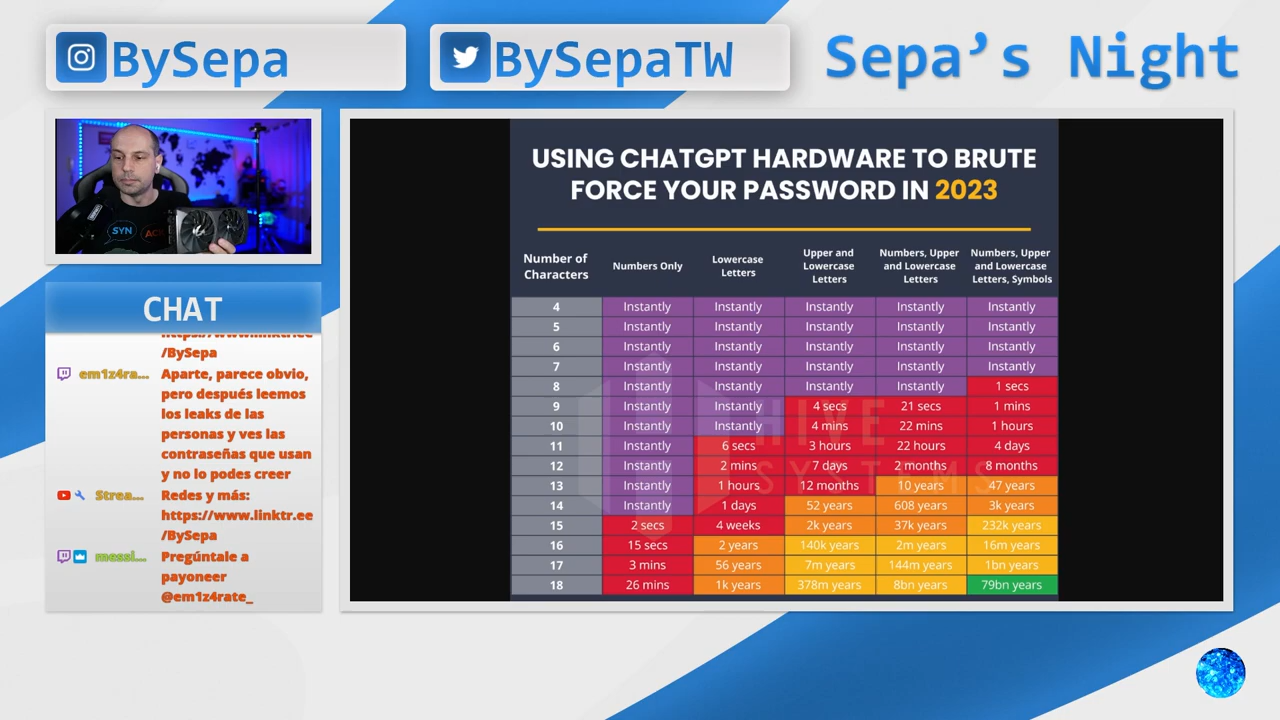 BySepa
BySepaTW
Sepa’s Night
USING CHATGPT HARDWARE TO BRUTE
FORCE YOUR PASSWORD IN 2023
Number of
Characters
Numbers Only
Lowercase
Letters
Upper and
Lowercase
Letters
Numbers, Upper
and Lowercase
Letters
Numbers, Upper
and Lowercase
Letters, Symbols
4 Instantly Instantly Instantly Instantly Instantly
5 Instantly Instantly Instantly Instantly Instantly
6 Instantly Instantly Instantly Instantly Instantly
7 Instantly Instantly Instantly Instantly Instantly
8 Instantly Instantly Instantly Instantly 1 secs
9 Instantly Instantly 4 secs 21 secs 1 mins
10 Instantly Instantly 4 mins 22 mins 1 hours
11 Instantly 6 secs 3 hours 22 hours 4 days
12 Instantly 2 mins 7 days 2 months 8 months
13 Instantly 1 hours 12 months 10 years 47 years
14 Instantly 1 days 52 years 608 years 3k years
15 2 secs 4 weeks 2k years 37k years 232k years
16 15 secs 2 years 140k years 2m years 16m years
17 3 mins 56 years 7m years 144m years 1bn years
18 26 mins 1k years 378m years 8bn years 79bn years
HIVE
SYSTEMS
SYN
CHAT
/BySepa
em1z4ra... Aparte, parece obvio,
pero después leemos
los leaks de las
personas y ves las
contraseñas que usan
y no lo podes creer
Strea... Redes y más:
https://www.linktr.ee
/BySepa
messi... Pregúntale a
payoneer
@em1z4rate_